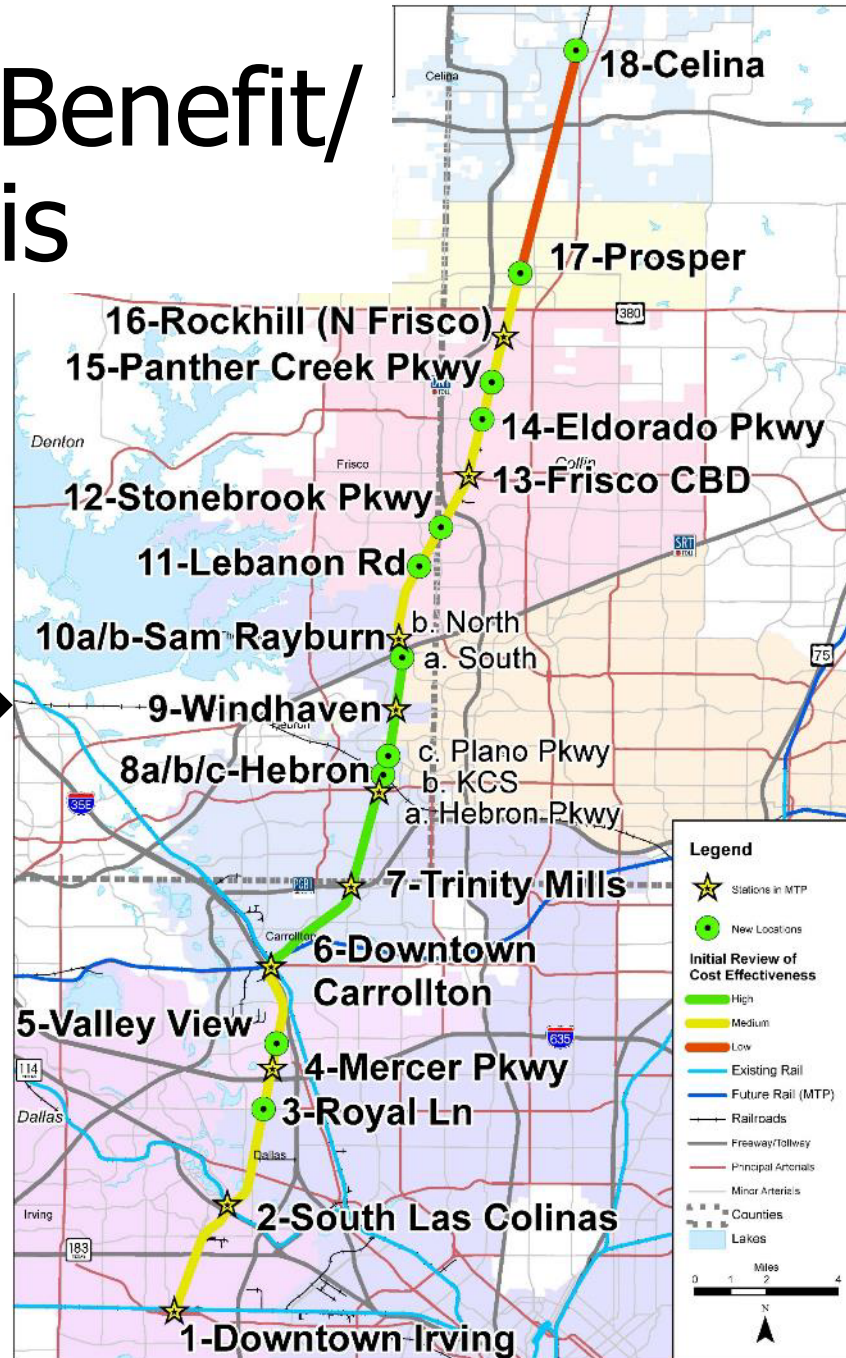 Benefit/
is
Celina
18-Celina
17-Prosper
380
16-Rockhill (N Frisco)
15-Panther Creek Pkwy
14-Eldorado Pkwy
Denton
Frisco
Collin
13-Frisco CBD
12-Stonebrook Pkwy
SRT
11-Lebanon Rd
b. North
10a/b-Sam Rayburn
a. South
75
9-Windhaven
Hebron
c. Plano Pkwy
8a/b/c-Hebron
b. KCS
a. Hebron Pkwy
35E
PGBT
7-Trinity Mills
Carrollton
6-Downtown
Carrollton
5-Valley View
635
114
4-Mercer Pkwy
Dallas
3-Royal Ln
Dallas
Irving
2-South Las Colinas
183
1-Downtown Irving
Legend
Stations in MTP
New Locations
Initial Review of
Cost Effectiveness
High
Medium
Low
Existing Rail
Future Rail (MTP)
Railroads
Freeway/Tollway
Principal Arterials
Minor Arterials
Counties
Lakes
Miles
0 1 2 4
N